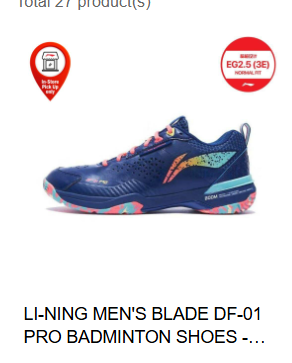 Total 27 product(s)
In-Store
Pick Up
only
EG2.5 (3E)
NORMAL FIT
LI-NING MEN'S BLADE DF-01
PRO BADMINTON SHOES -...